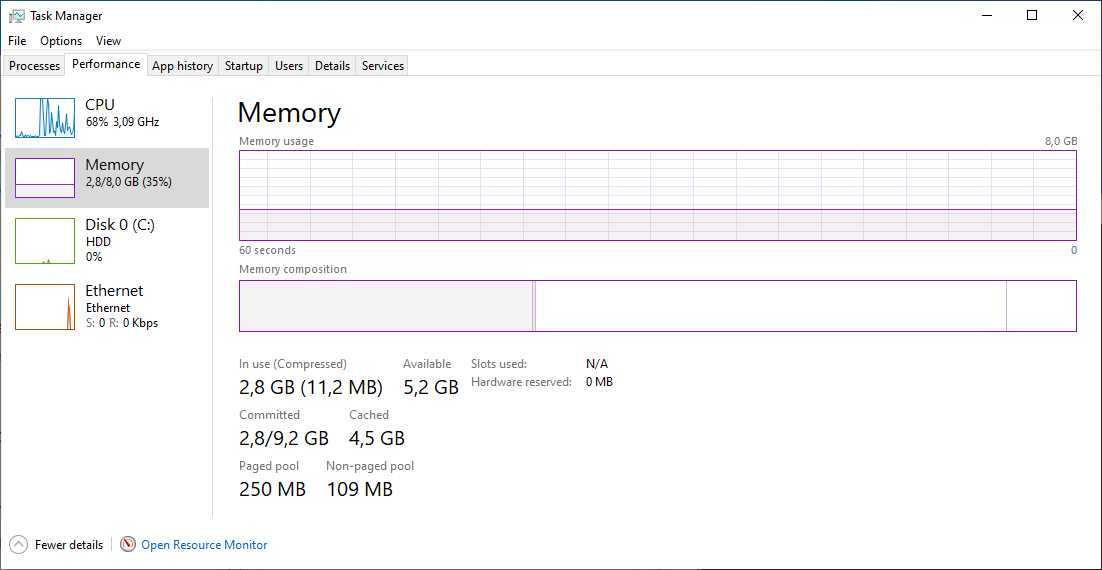 Task Manager
File Options View
Processes Performance App history Startup Users Details Services
CPU
68% 3,09 GHz
Memory
2,8/8,0 GB (35%)
Disk 0 (C:)
HDD
0%
Ethernet
Ethernet
S: 0 R: 0 Kbps
Memory
Memory usage 8,0 GB
60 seconds 0
Memory composition
In use (Compressed) Available Slots used: N/A
2,8 GB (11,2 MB) 5,2 GB Hardware reserved: 0 MB
Committed Cached
2,8/9,2 GB 4,5 GB
Paged pool Non-paged pool
250 MB 109 MB
Fewer details Open Resource Monitor